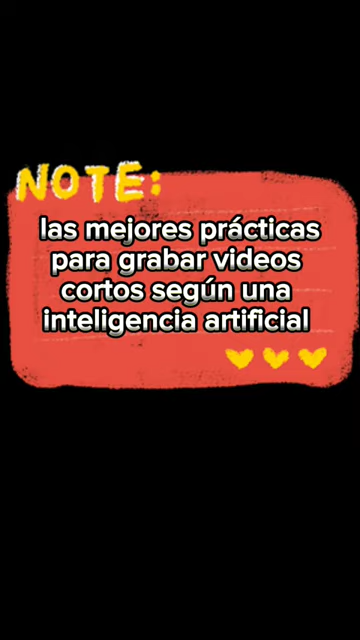 NOTE:
las mejores prácticas
para grabar videos
cortos según una
inteligencia artificial